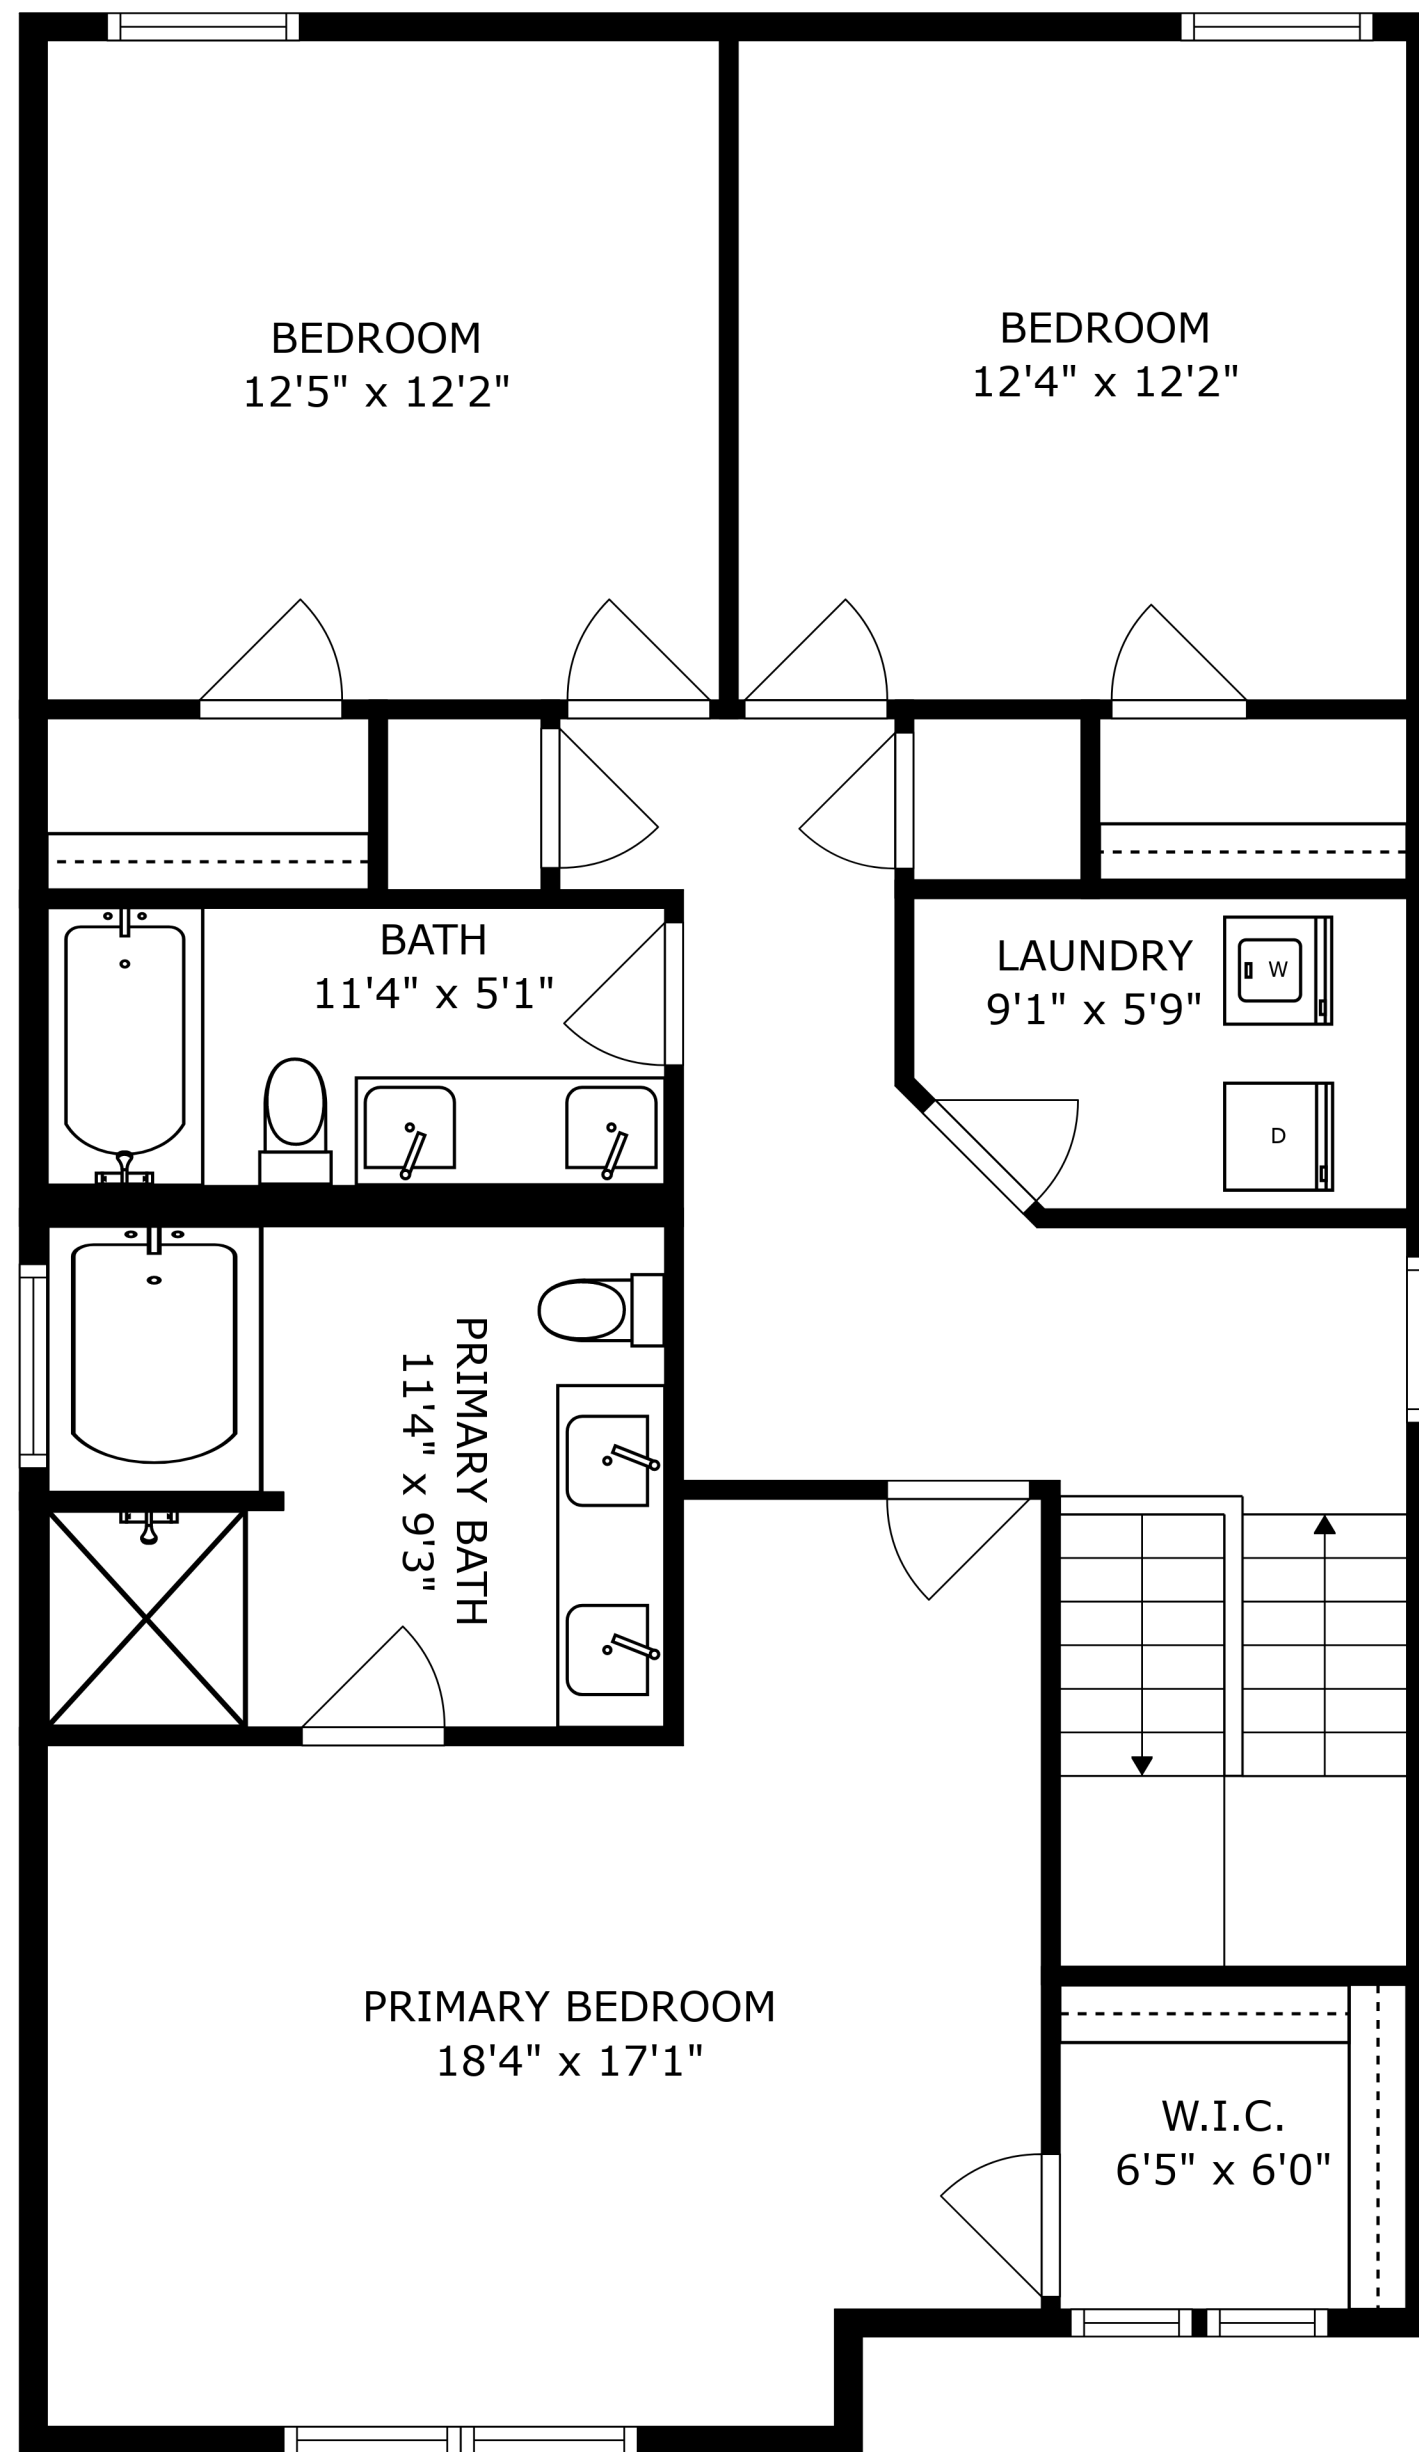 BEDROOM
12'5" x 12'2"
BEDROOM
12'4" x 12'2"
BATH
11'4" x 5'1"
LAUNDRY
9'1" x 5'9"
W
D
PRIMARY BATH
11'4" x 9'3"
PRIMARY BEDROOM
18'4" x 17'1"
W.I.C.
6'5" x 6'0"